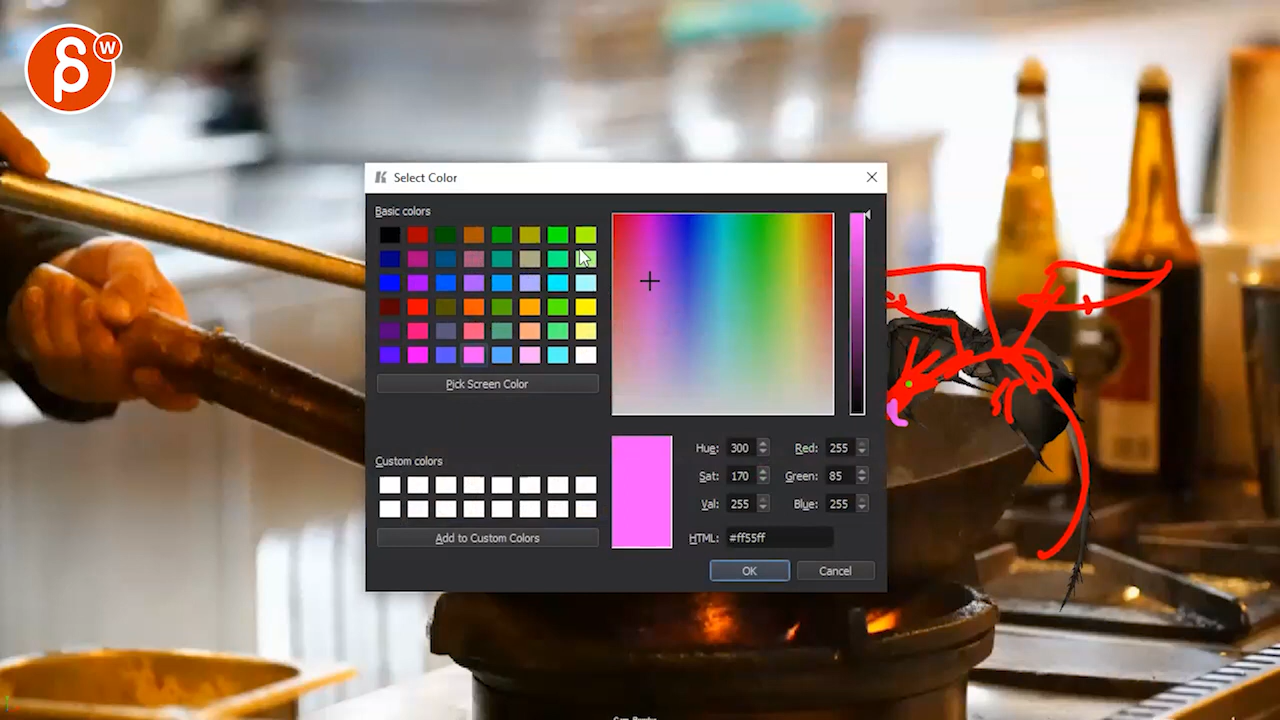 W
Select Color
Basic colors
Pick Screen Color
Custom colors
Add to Custom Colors
Hue: 300 Red: 255
Sat: 170 Green: 85
Val: 255 Blue: 255
HTML: #ff55ff
OK Cancel